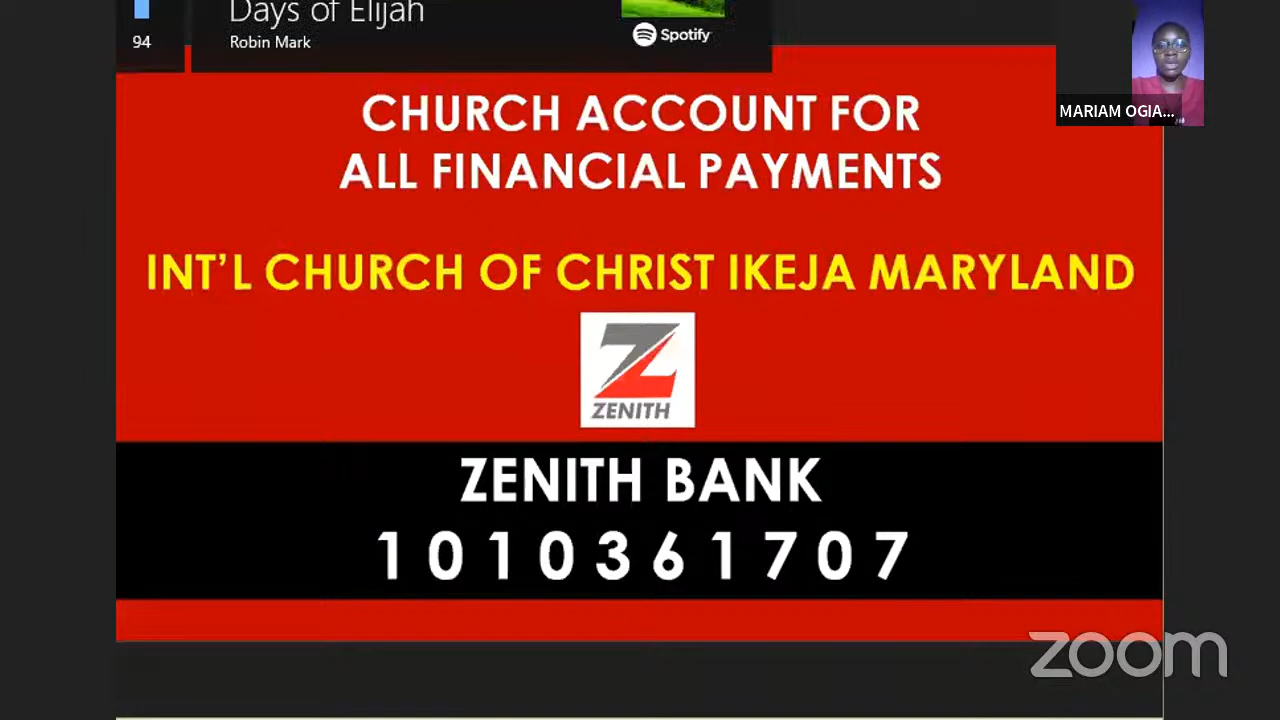 Days of Elijah
94
Robin Mark
Spotify
MARIAM OGIA...
CHURCH ACCOUNT FOR
ALL FINANCIAL PAYMENTS
INT'L CHURCH OF CHRIST IKEJA MARYLAND
ZENITH
ZENITH BANK
1 0 1 0 3 6 1 7 0 7
zoom